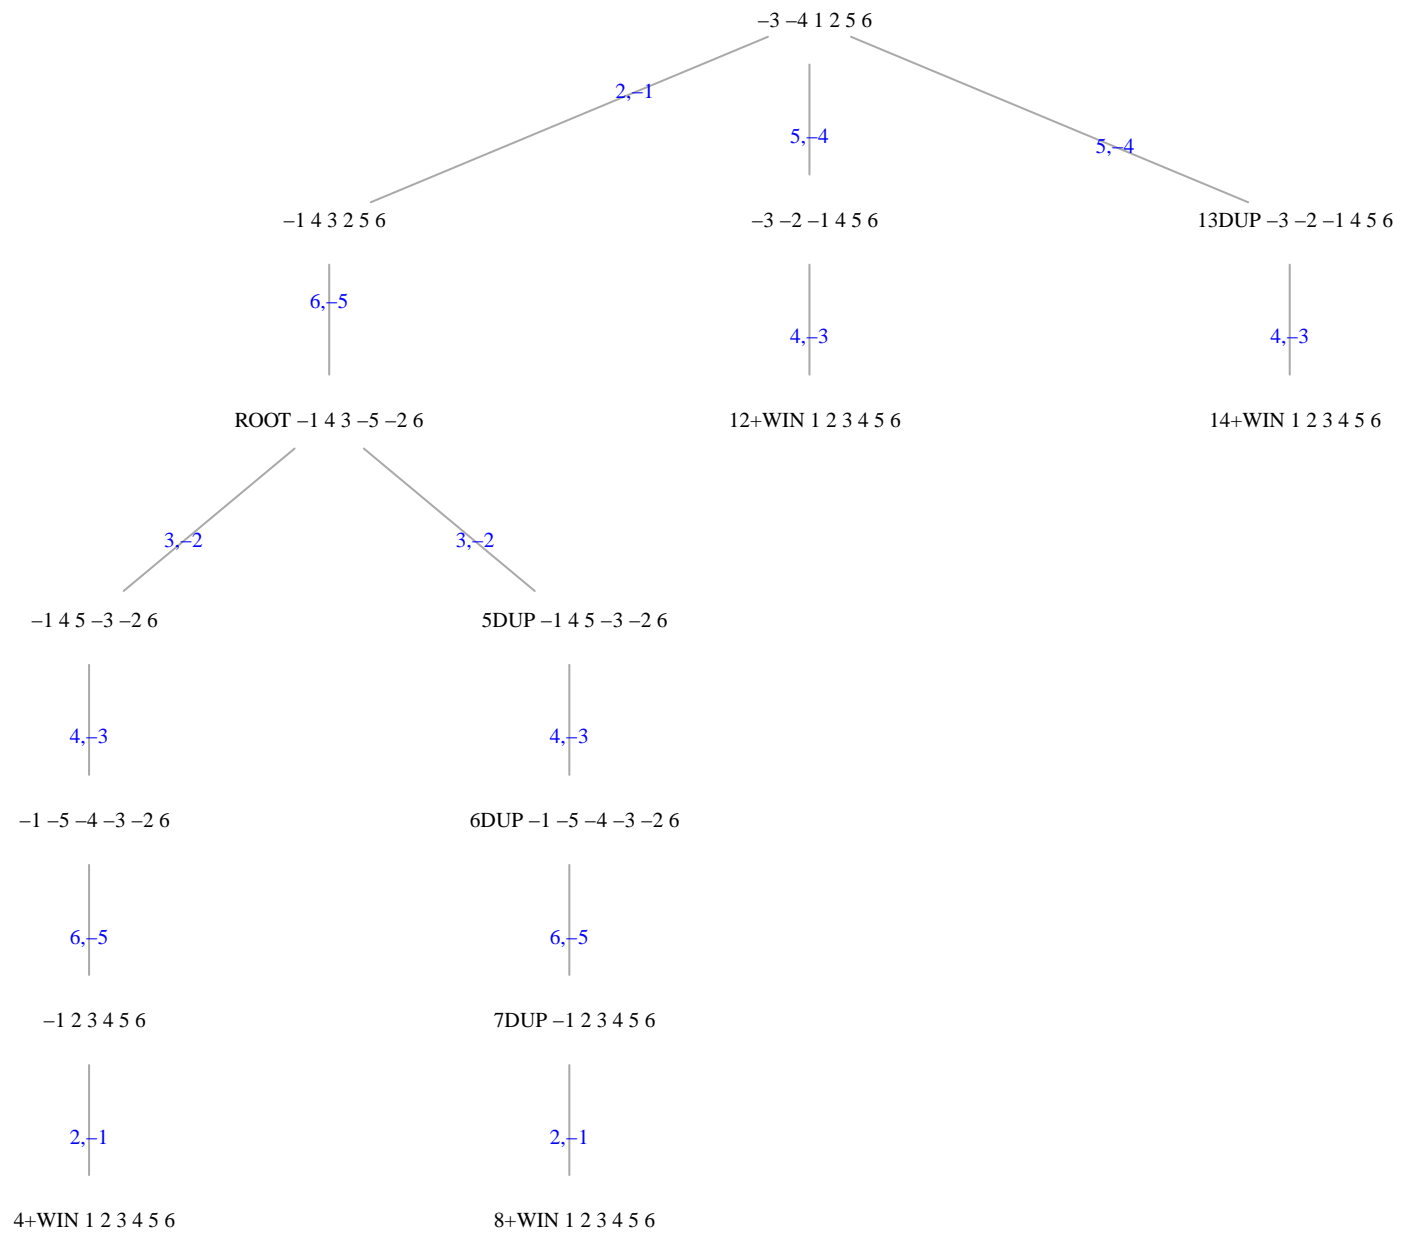 –3 –4 1 2 5 6
2,–1
5,–4
5,–4
–1 4 3 2 5 6
–3 –2 –1 4 5 6
13DUP –3 –2 –1 4 5 6
6,–5
4,–3
4,–3
ROOT –1 4 3 –5 –2 6
12+WIN 1 2 3 4 5 6
14+WIN 1 2 3 4 5 6
3,–2
3,–2
–1 4 5 –3 –2 6
5DUP –1 4 5 –3 –2 6
4,–3
4,–3
–1 –5 –4 –3 –2 6
6DUP –1 –5 –4 –3 –2 6
6,–5
6,–5
–1 2 3 4 5 6
7DUP –1 2 3 4 5 6
2,–1
2,–1
4+WIN 1 2 3 4 5 6
8+WIN 1 2 3 4 5 6